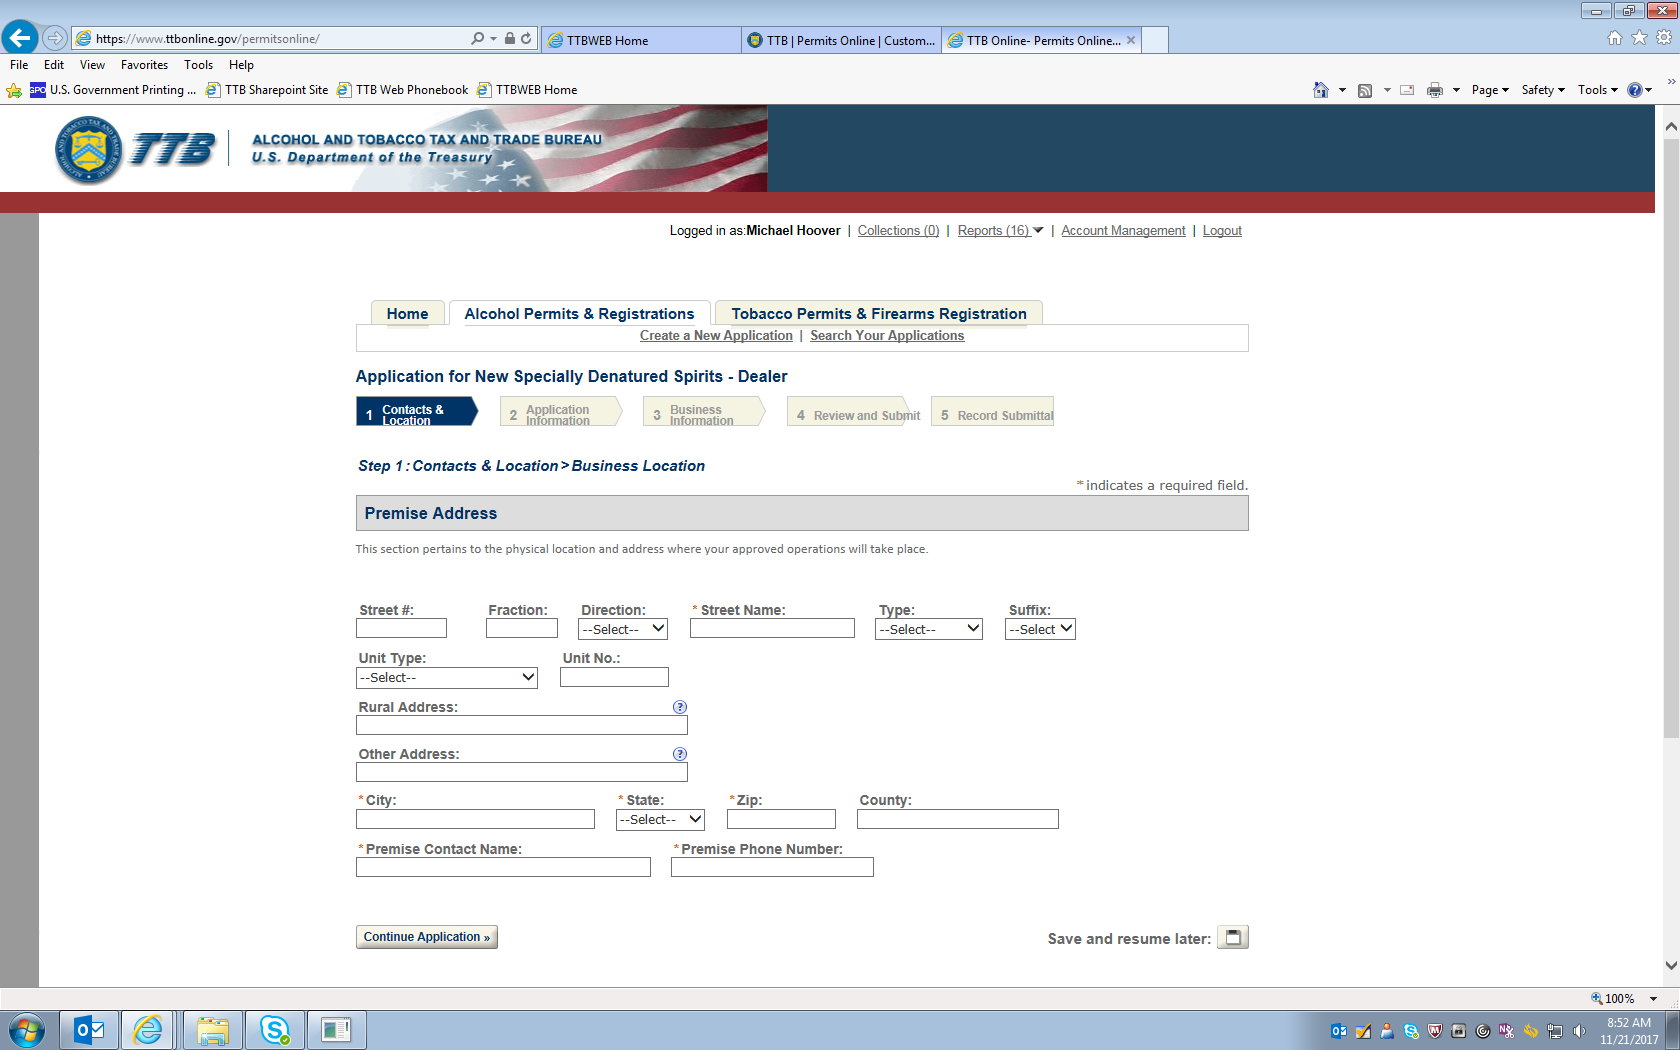 https://www.ttbonline.gov/permitsonline/
TTBWEB Home
TTB | Permits Online | Custom...
TTB Online- Permits Online...
File Edit View Favorites Tools Help
GPO U.S. Government Printing ... TTB Sharepoint Site TTB Web Phonebook TTBWEB Home
Page Safety Tools
TTB ALCOHOL AND TOBACCO TAX AND TRADE BUREAU
U.S. Department of the Treasury
Logged in as:Michael Hoover | Collections (0) | Reports (16) | Account Management | Logout
Home Alcohol Permits & Registrations Tobacco Permits & Firearms Registration
Create a New Application | Search Your Applications
Application for New Specially Denatured Spirits - Dealer
1 Contacts & Location
2 Application Information
3 Business Information
4 Review and Submit
5 Record Submittal
Step 1: Contacts & Location > Business Location
* indicates a required field.
Premise Address
This section pertains to the physical location and address where your approved operations will take place.
Street #: Fraction: Direction: * Street Name: Type: Suffix:
--Select-- --Select-- --Select
Unit Type: Unit No.:
--Select--
Rural Address: ?
Other Address: ?
* City: * State: * Zip: County:
--Select--
* Premise Contact Name: * Premise Phone Number:
Continue Application »
Save and resume later:
100%
8:52 AM
11/21/2017